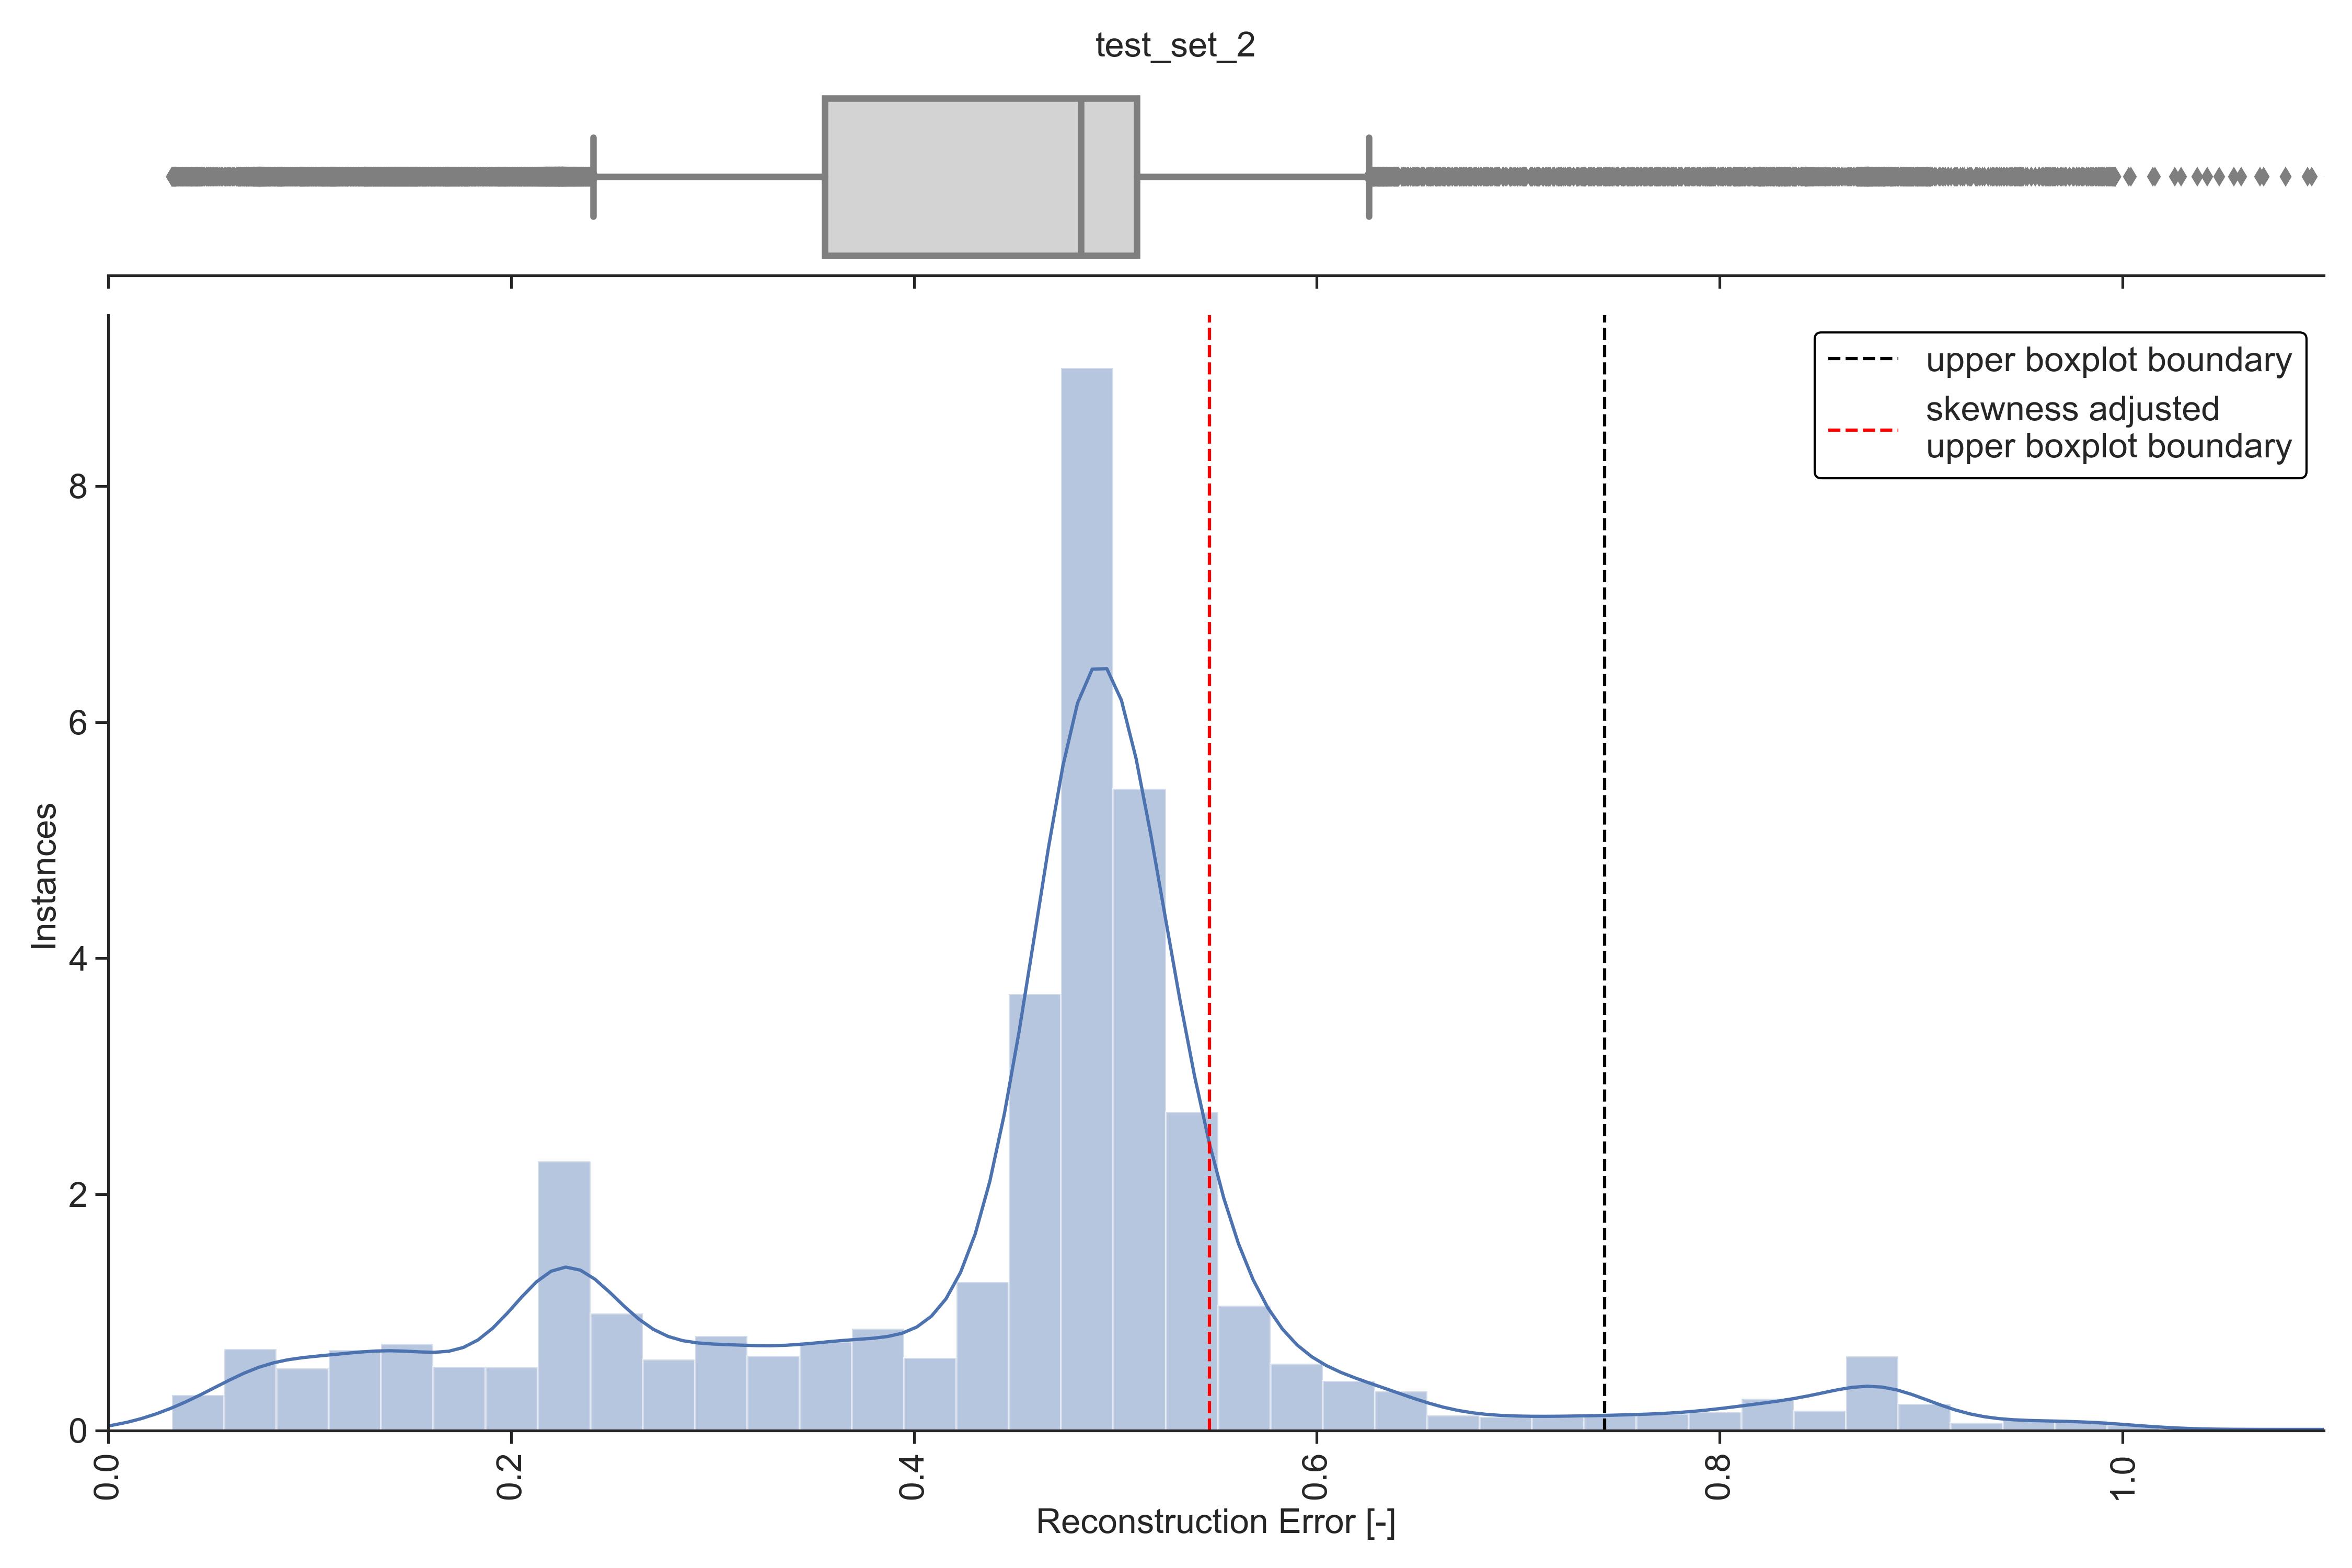 test_set_2
upper boxplot boundary
skewness adjusted
upper boxplot boundary
Instances
8
6
4
2
0
0.0
0.2
0.4
0.6
0.8
1.0
Reconstruction Error [-]